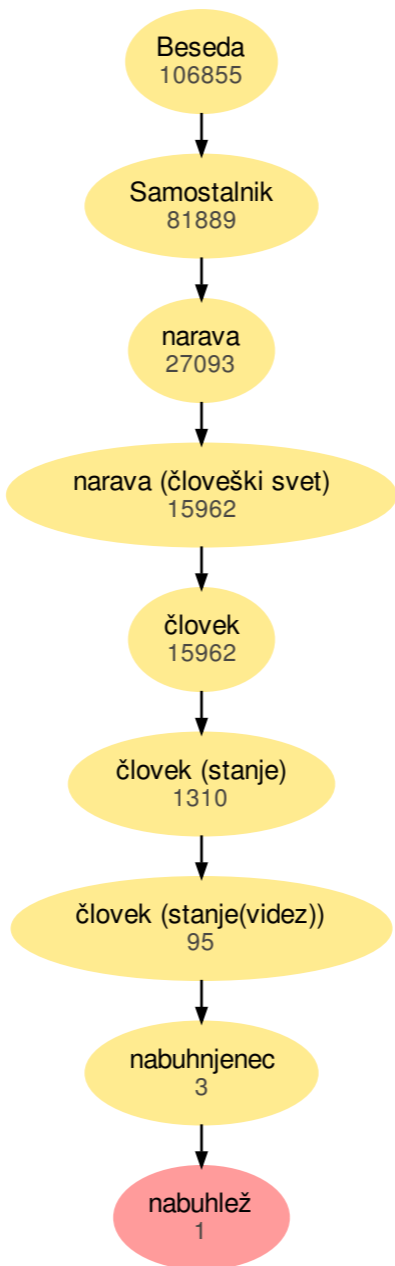 Beseda
106855
Samostalnik
81889
narava
27093
narava (človeški svet)
15962
človek
15962
človek (stanje)
1310
človek (stanje(videz))
95
nabuhnjenec
3
nabuhlež
1